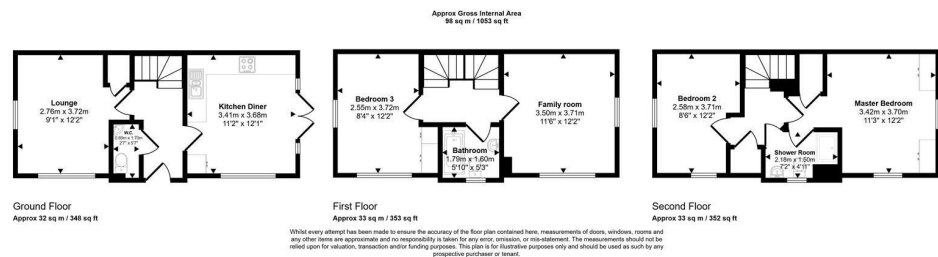 Approx Gross Internal Area
98 sq m / 1053 sq ft
Lounge
2.76m x 3.72m
9'1" x 12'2"
W.C.
Kitchen Diner
3.41m x 3.68m
11'2" x 12'1"
Ground Floor
Approx 32 sq m / 348 sq ft
Bedroom 3
2.55m x 3.72m
8'4" x 12'2"
Bathroom
1.79m x 1.60m
5'10" x 5'3"
Family room
3.50m x 3.71m
11'6" x 12'2"
First Floor
Approx 33 sq m / 353 sq ft
Bedroom 2
2.58m x 3.71m
8'6" x 12'2"
Shower Room
2.18m x 1.50m
7'2" x 4'11"
Master Bedroom
3.42m x 3.70m
11'3" x 12'2"
Second Floor
Approx 33 sq m / 352 sq ft
Whilst every attempt has been made to ensure the accuracy of the floor plan contained here, measurements of doors, windows, rooms and
any other items are approximate and no responsibility is taken for any error, omission, or mis-statement. The measurements should not be
relied upon for valuation, transaction and/or funding purposes. This plan is for illustrative purposes only and should be used as such by any
prospective purchaser or tenant.